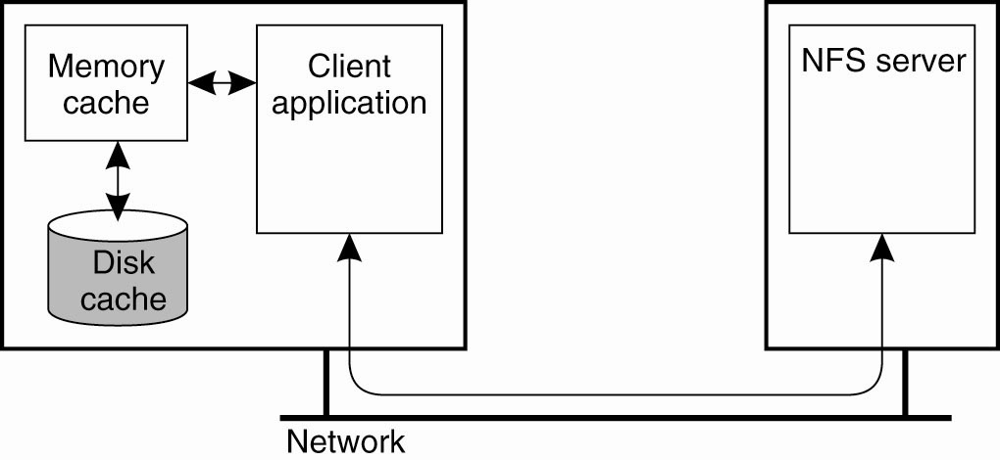 Memory
cache
Client
application
NFS server
Disk
cache
Network